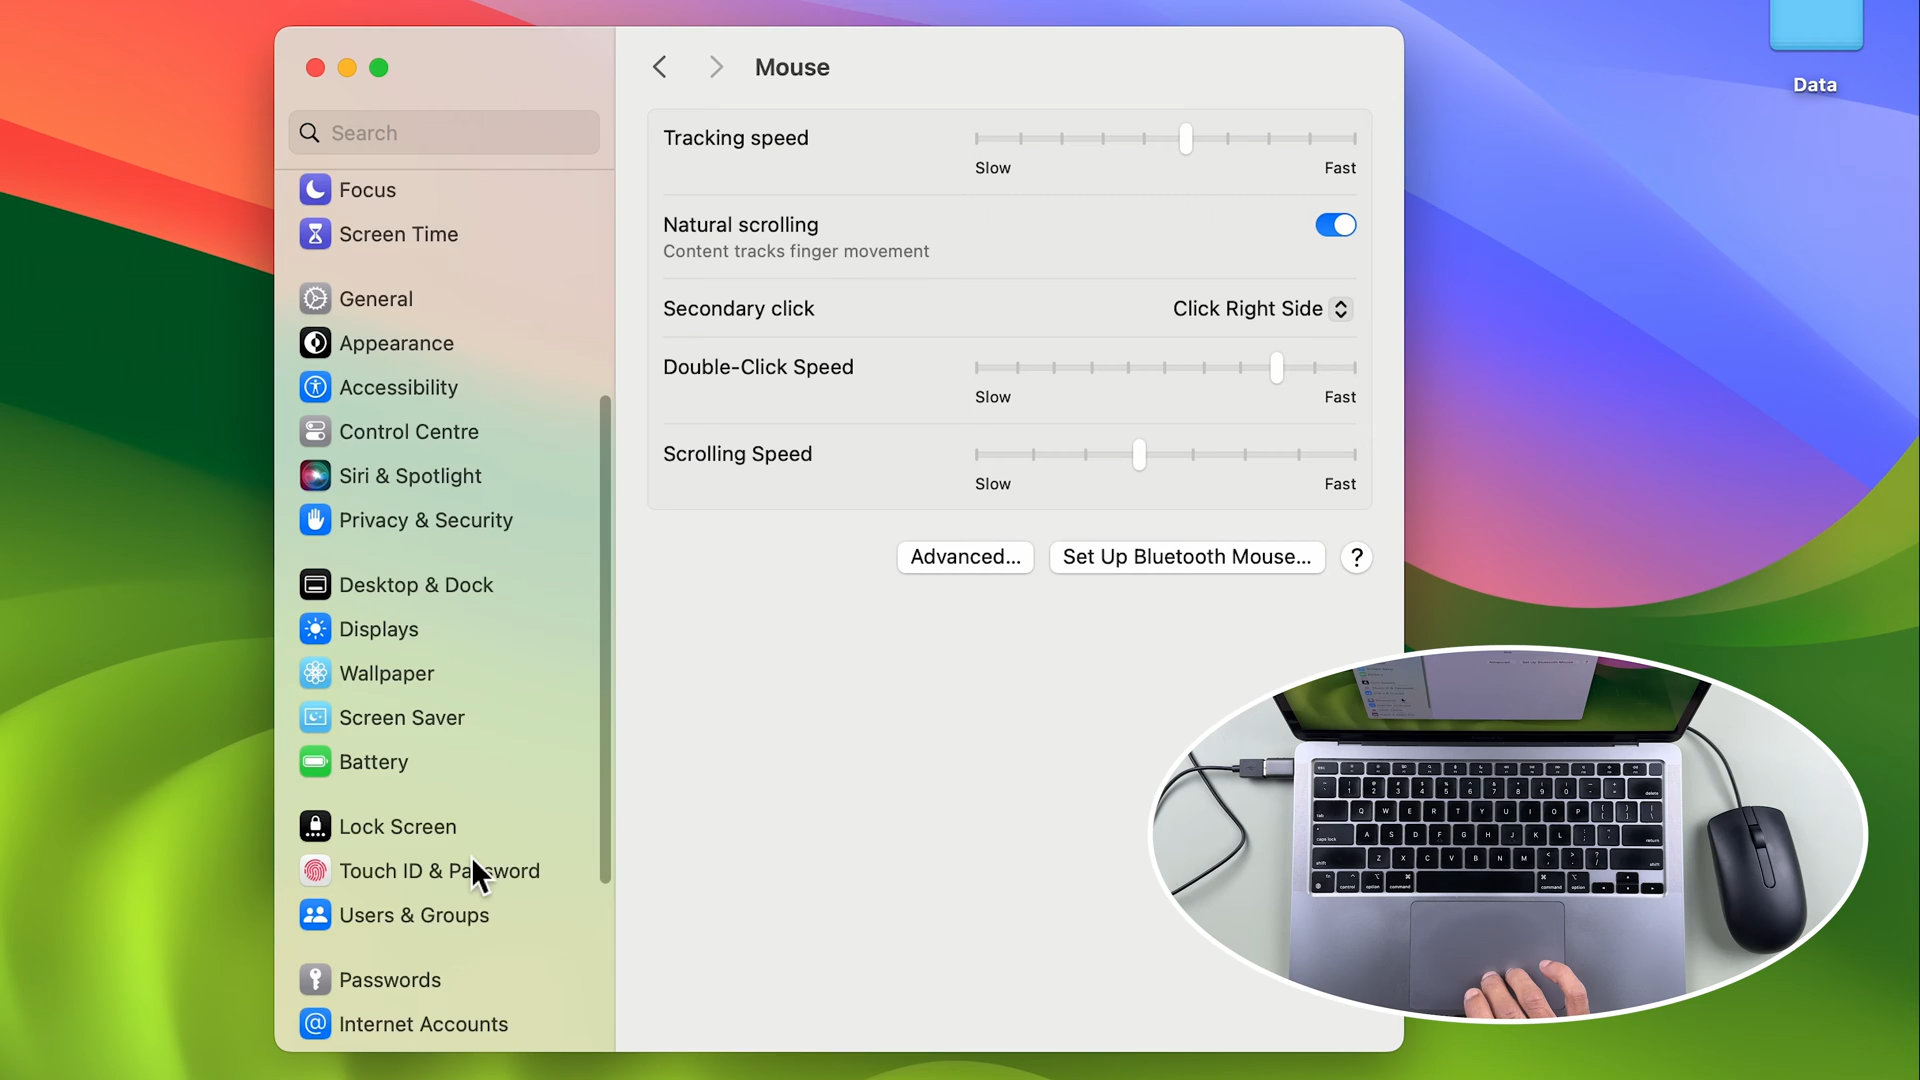 Data
Search
Focus
Screen Time
General
Appearance
Accessibility
Control Centre
Siri & Spotlight
Privacy & Security
Desktop & Dock
Displays
Wallpaper
Screen Saver
Battery
Lock Screen
Touch ID & Password
Users & Groups
Passwords
Internet Accounts
Mouse
Tracking speed
Slow Fast
Natural scrolling
Content tracks finger movement
Secondary click Click Right Side
Double-Click Speed
Slow Fast
Scrolling Speed
Slow Fast
Advanced... Set Up Bluetooth Mouse... ?